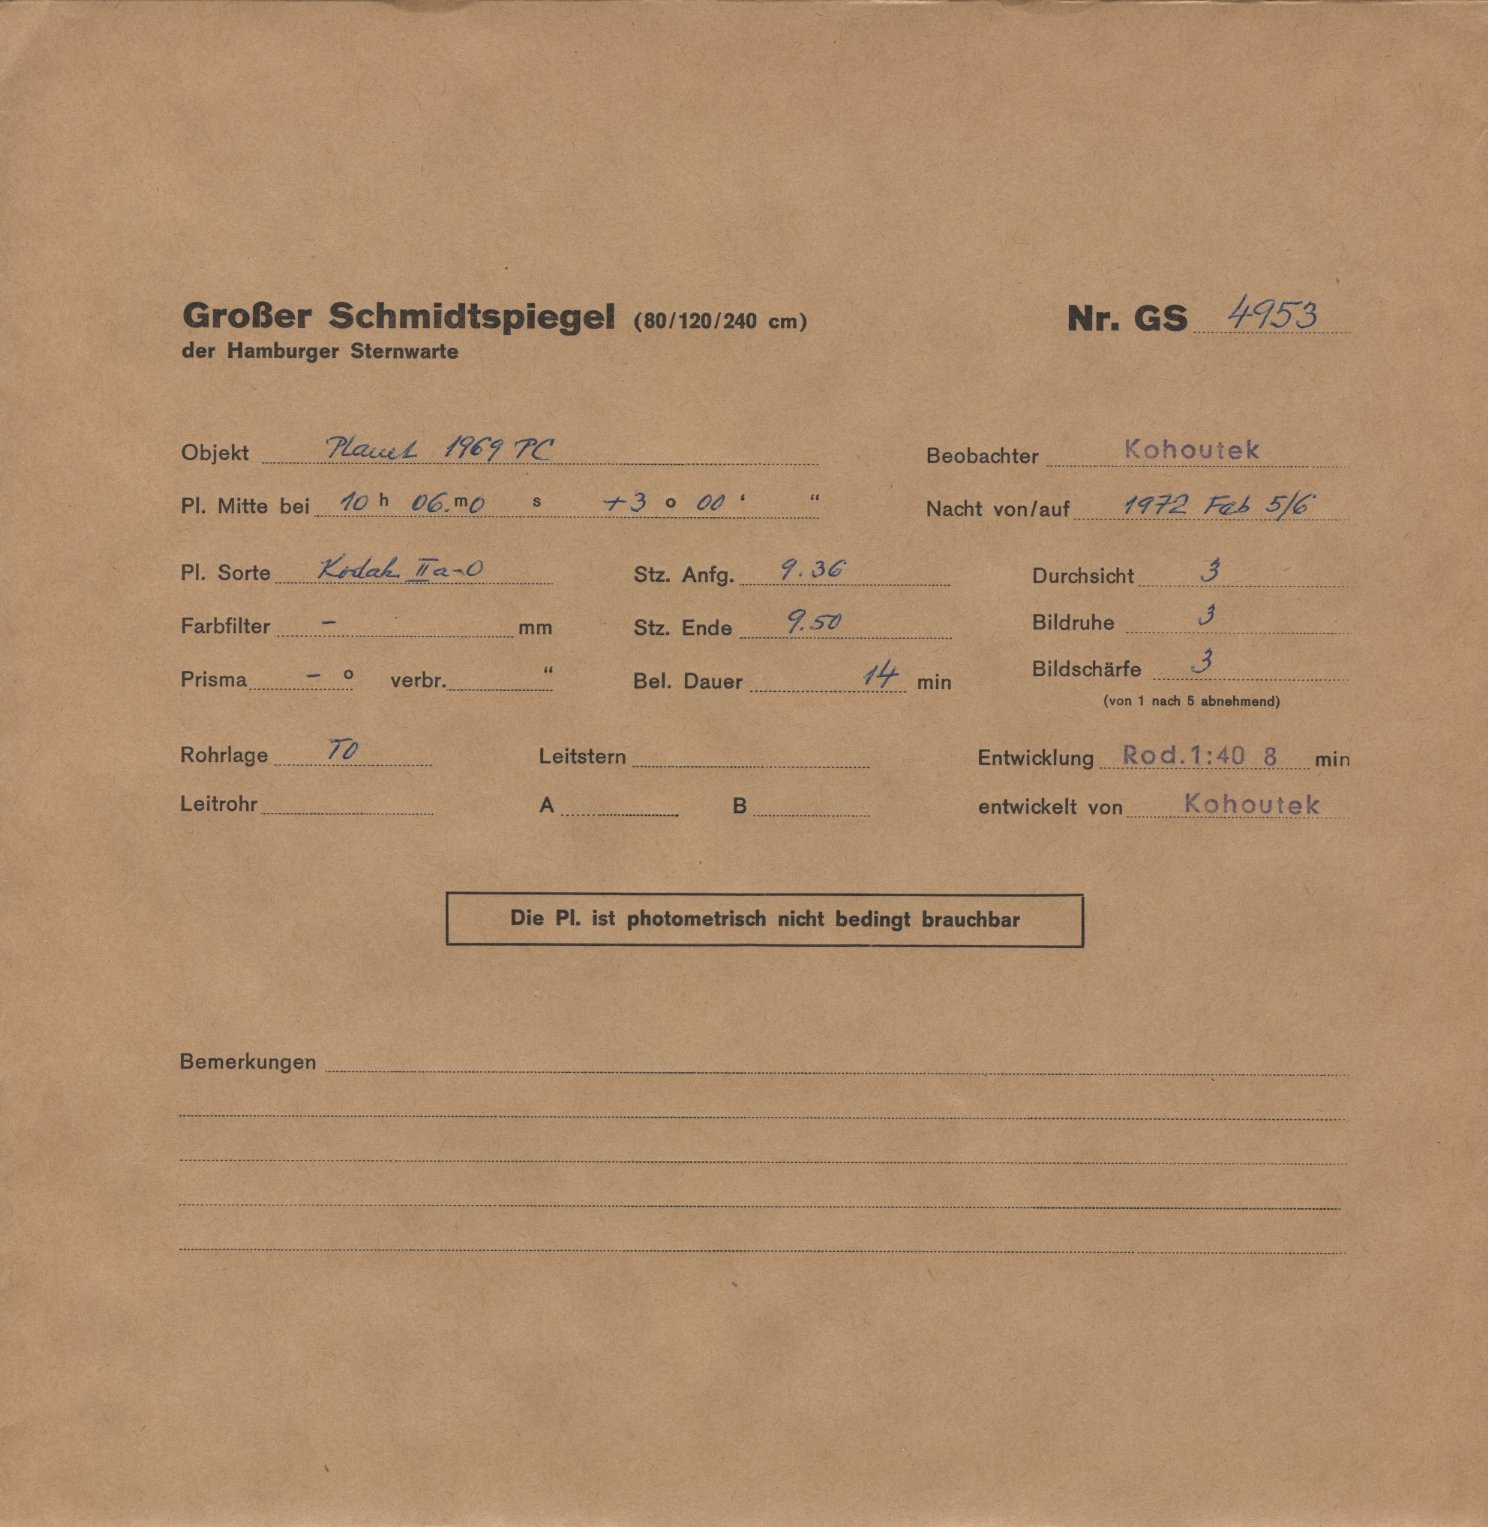 Großer Schmidtspiegel (80/120/240 cm) Nr. GS 4953
der Hamburger Sternwarte
Objekt Planet 1969 PC Beobachter Kohoutek
Pl. Mitte bei 10 h 06.m0 s +3 o 00 ‘ “ Nacht von/auf 1972 Feb 5/6
Pl. Sorte Kodak IIa-O Stz. Anfg. 9.36 Durchsicht 3
Farbfilter – mm Stz. Ende 9.50 Bildruhe 3
Prisma – o verbr. “ Bel. Dauer 14 min Bildschärfe 3
(von 1 nach 5 abnehmend)
Rohrlage TO Leitstern Entwicklung Rod.1:40 8 min
Leitrohr A B entwickelt von Kohoutek
Die Pl. ist photometrisch nicht bedingt brauchbar
Bemerkungen